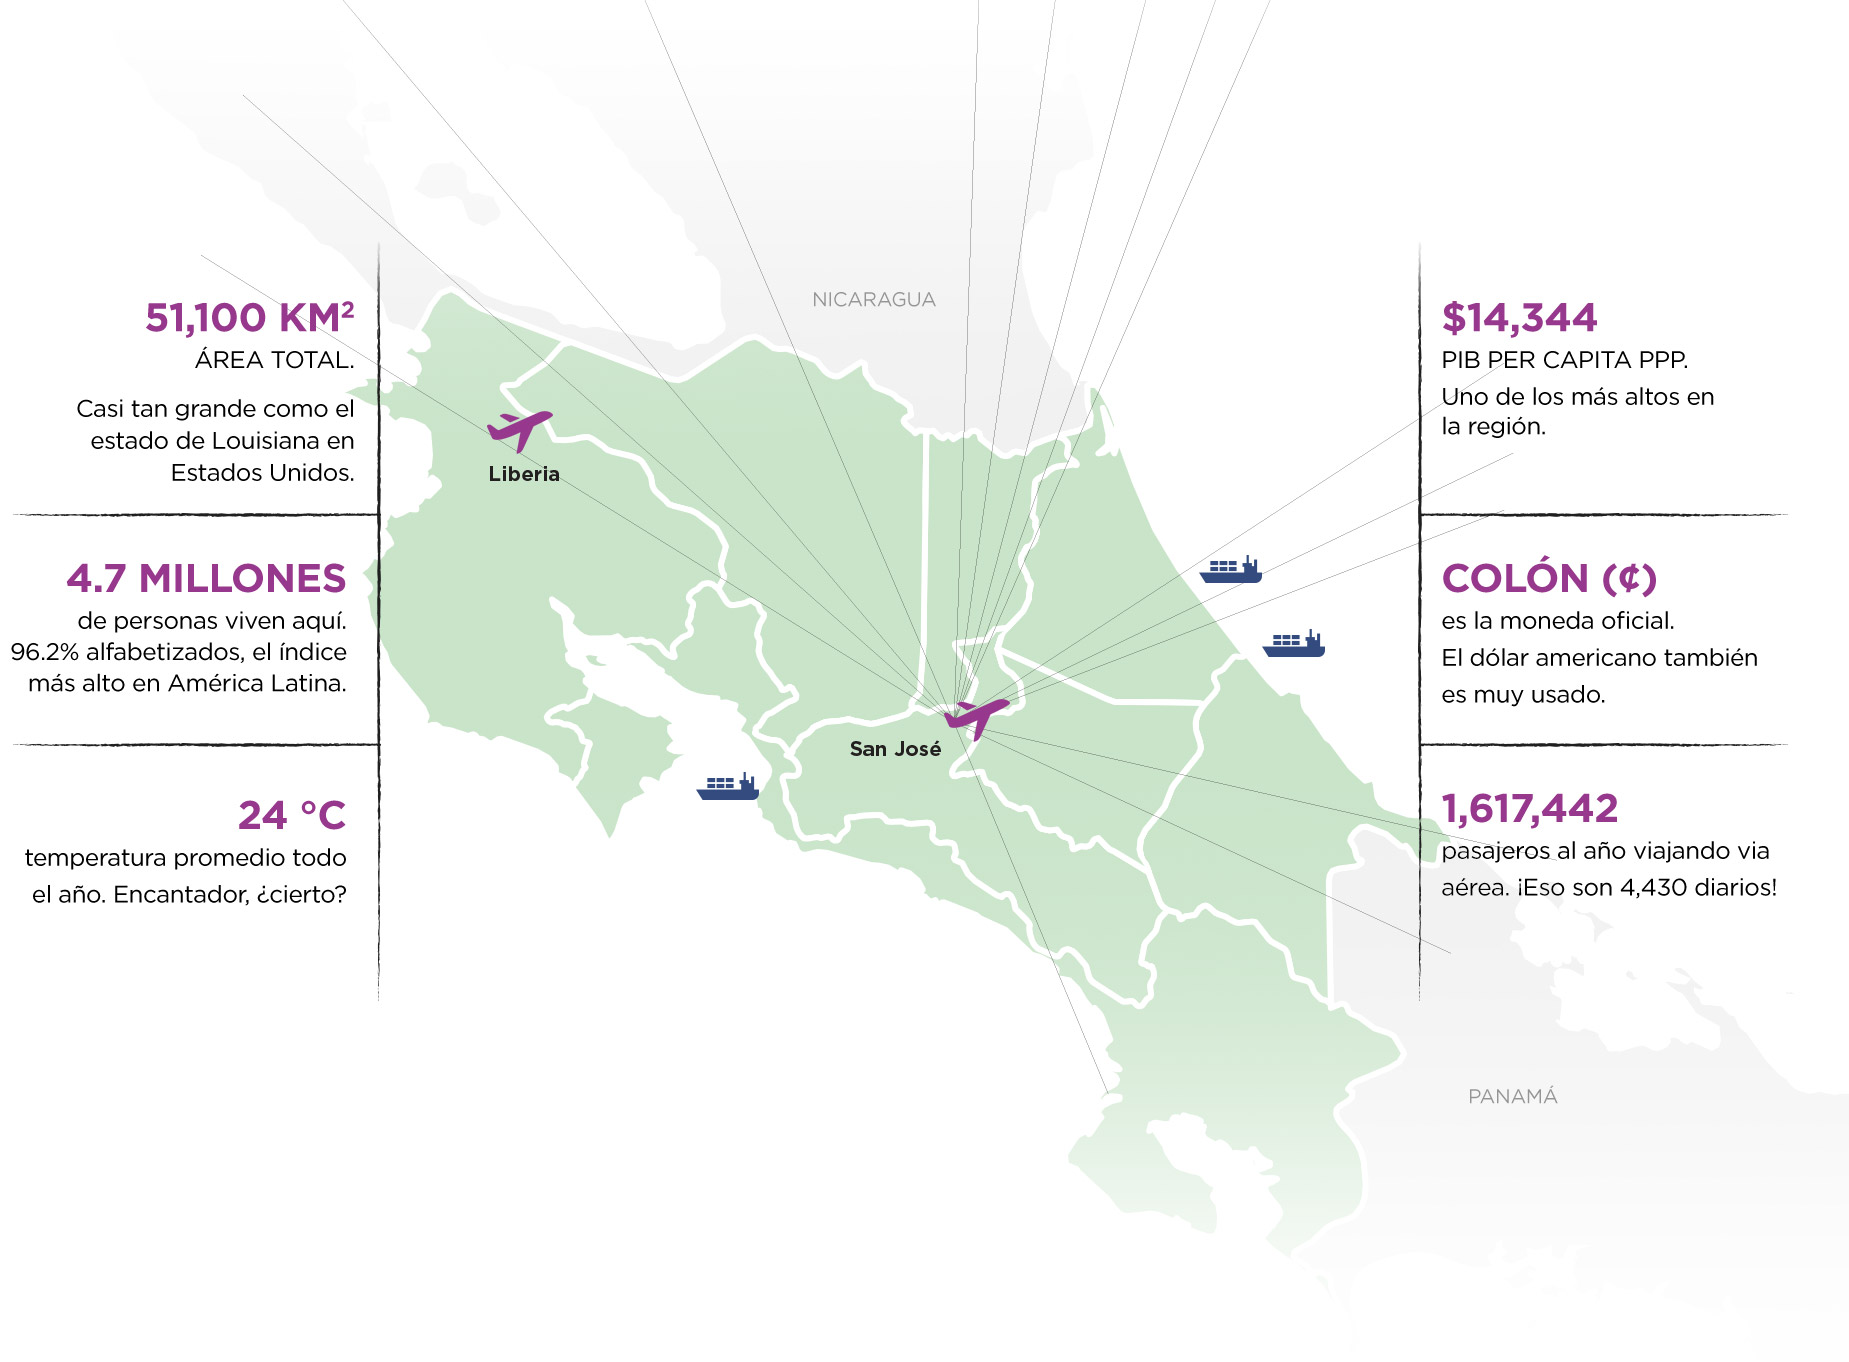 NICARAGUA
51,100 KM²
ÁREA TOTAL.
Casi tan grande como el
estado de Louisiana en
Estados Unidos.
4.7 MILLONES
de personas viven aquí.
96.2% alfabetizados, el índice
más alto en América Latina.
24 °C
temperatura promedio todo
el año. Encantador, ¿cierto?
Liberia
San José
$14,344
PIB PER CAPITA PPP.
Uno de los más altos en
la región.
COLÓN (₡)
es la moneda oficial.
El dólar americano también
es muy usado.
1,617,442
pasajeros al año viajando via
aérea. ¡Eso son 4,430 diarios!
PANAMÁ